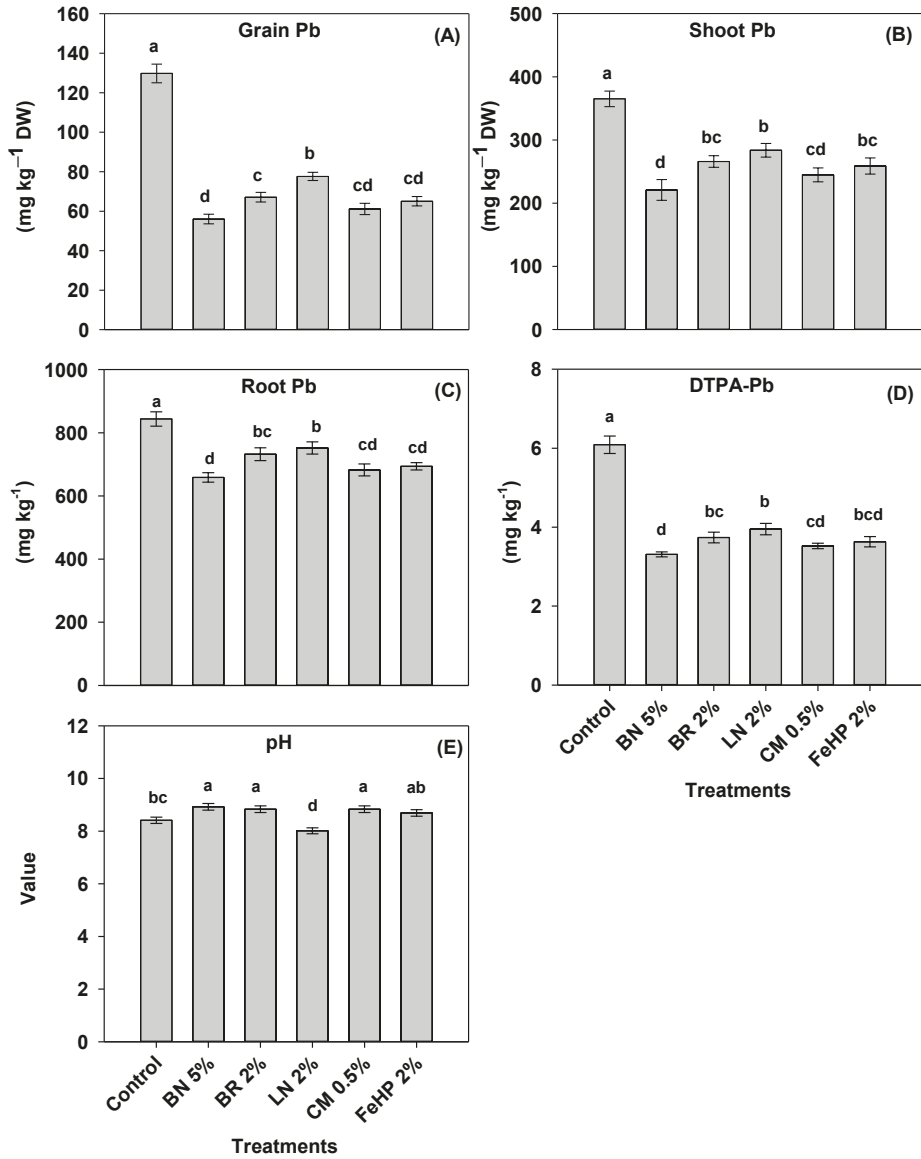 Grain Pb
(A)
(mg kg⁻¹ DW)
160
140
120
100
80
60
40
20
0
a
d
c
b
cd
cd
Shoot Pb
(B)
(mg kg⁻¹ DW)
500
400
300
200
100
0
a
d
bc
b
cd
bc
Root Pb
(C)
(mg kg⁻¹)
1000
800
600
400
200
0
a
d
bc
b
cd
cd
DTPA-Pb
(D)
(mg kg⁻¹)
8
6
4
2
0
a
d
bc
b
cd
bcd
Control
BN 5%
BR 2%
LN 2%
CM 0.5%
FeHP 2%
Treatments
pH
(E)
Value
12
10
8
6
4
2
0
bc
a
a
d
a
ab
Control
BN 5%
BR 2%
LN 2%
CM 0.5%
FeHP 2%
Treatments